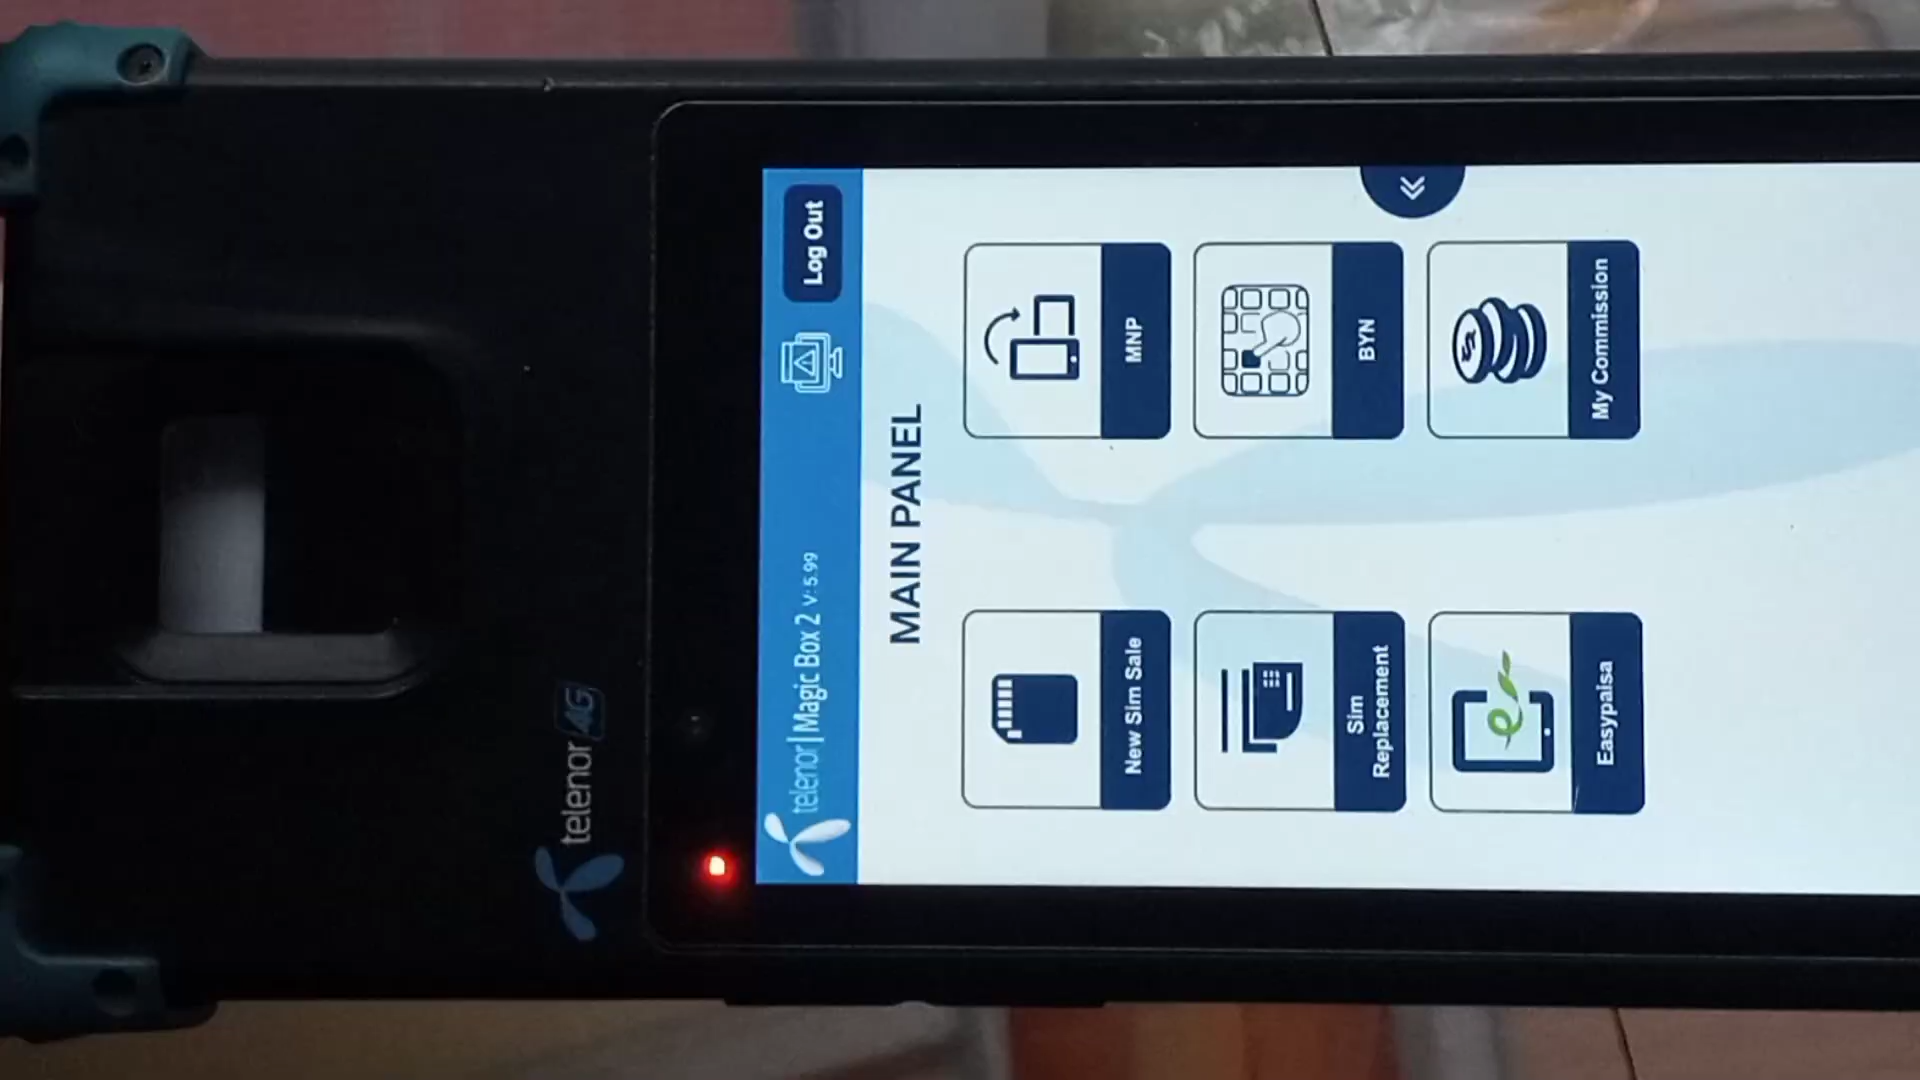 telenor 4G
telenor | Magic Box 2 V: 5.99
Log Out
MAIN PANEL
New Sim Sale
MNP
Sim
Replacement
BYN
Easypaisa
My Commission